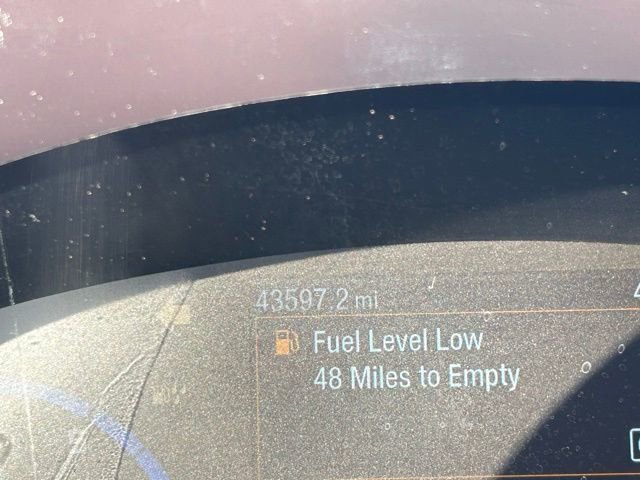 43597.2 mi
Fuel Level Low
48 Miles to Empty